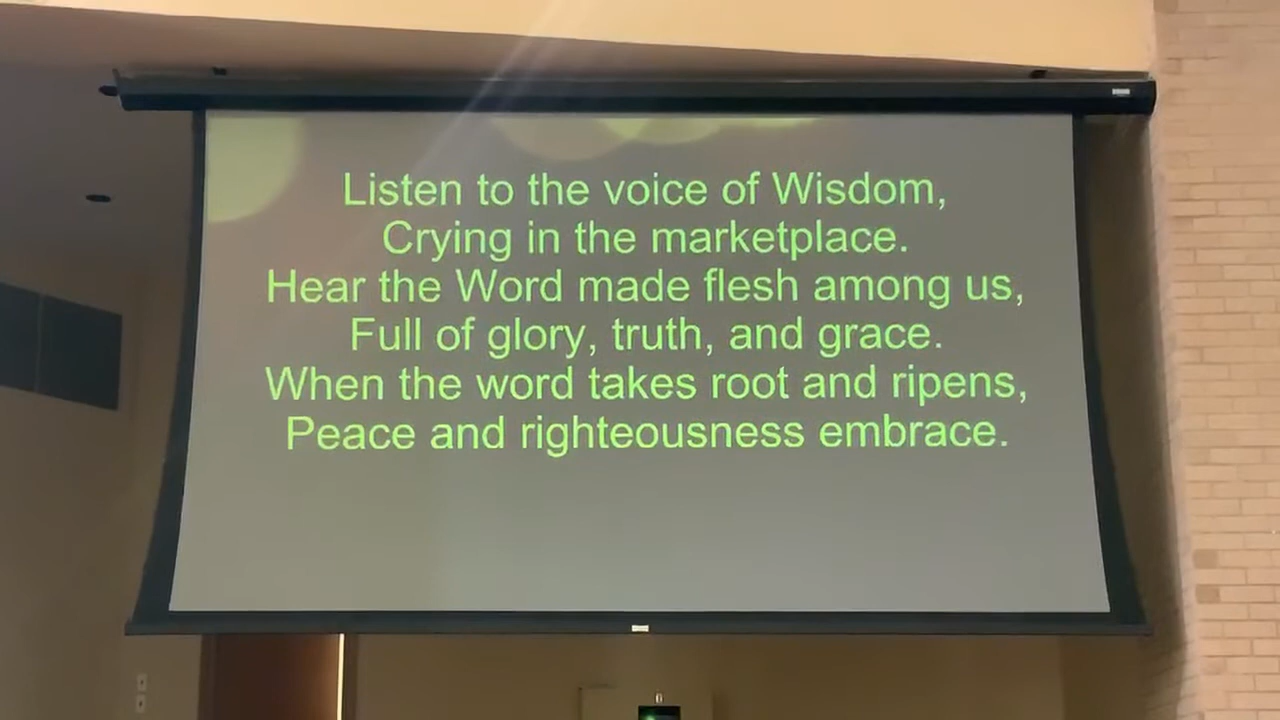 Listen to the voice of Wisdom,
Crying in the marketplace.
Hear the Word made flesh among us,
Full of glory, truth, and grace.
When the word takes root and ripens,
Peace and righteousness embrace.